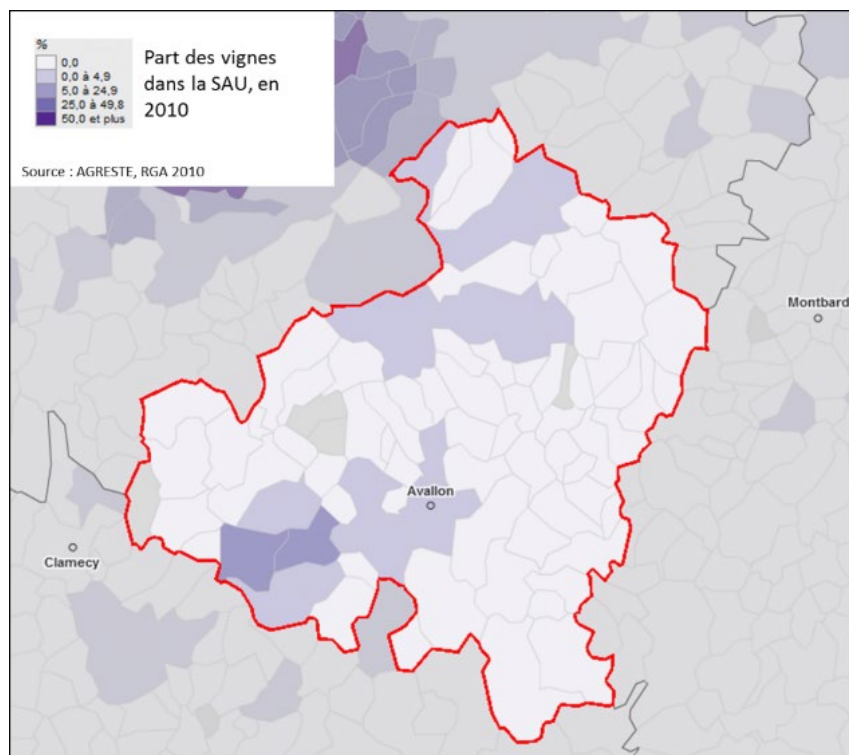 %
0,0
0,0 à 4,9
5,0 à 24,9
25,0 à 49,8
50,0 et plus
Part des vignes
dans la SAU, en
2010
Source : AGRESTE, RGA 2010
Montbard
Avallon
Clamecy